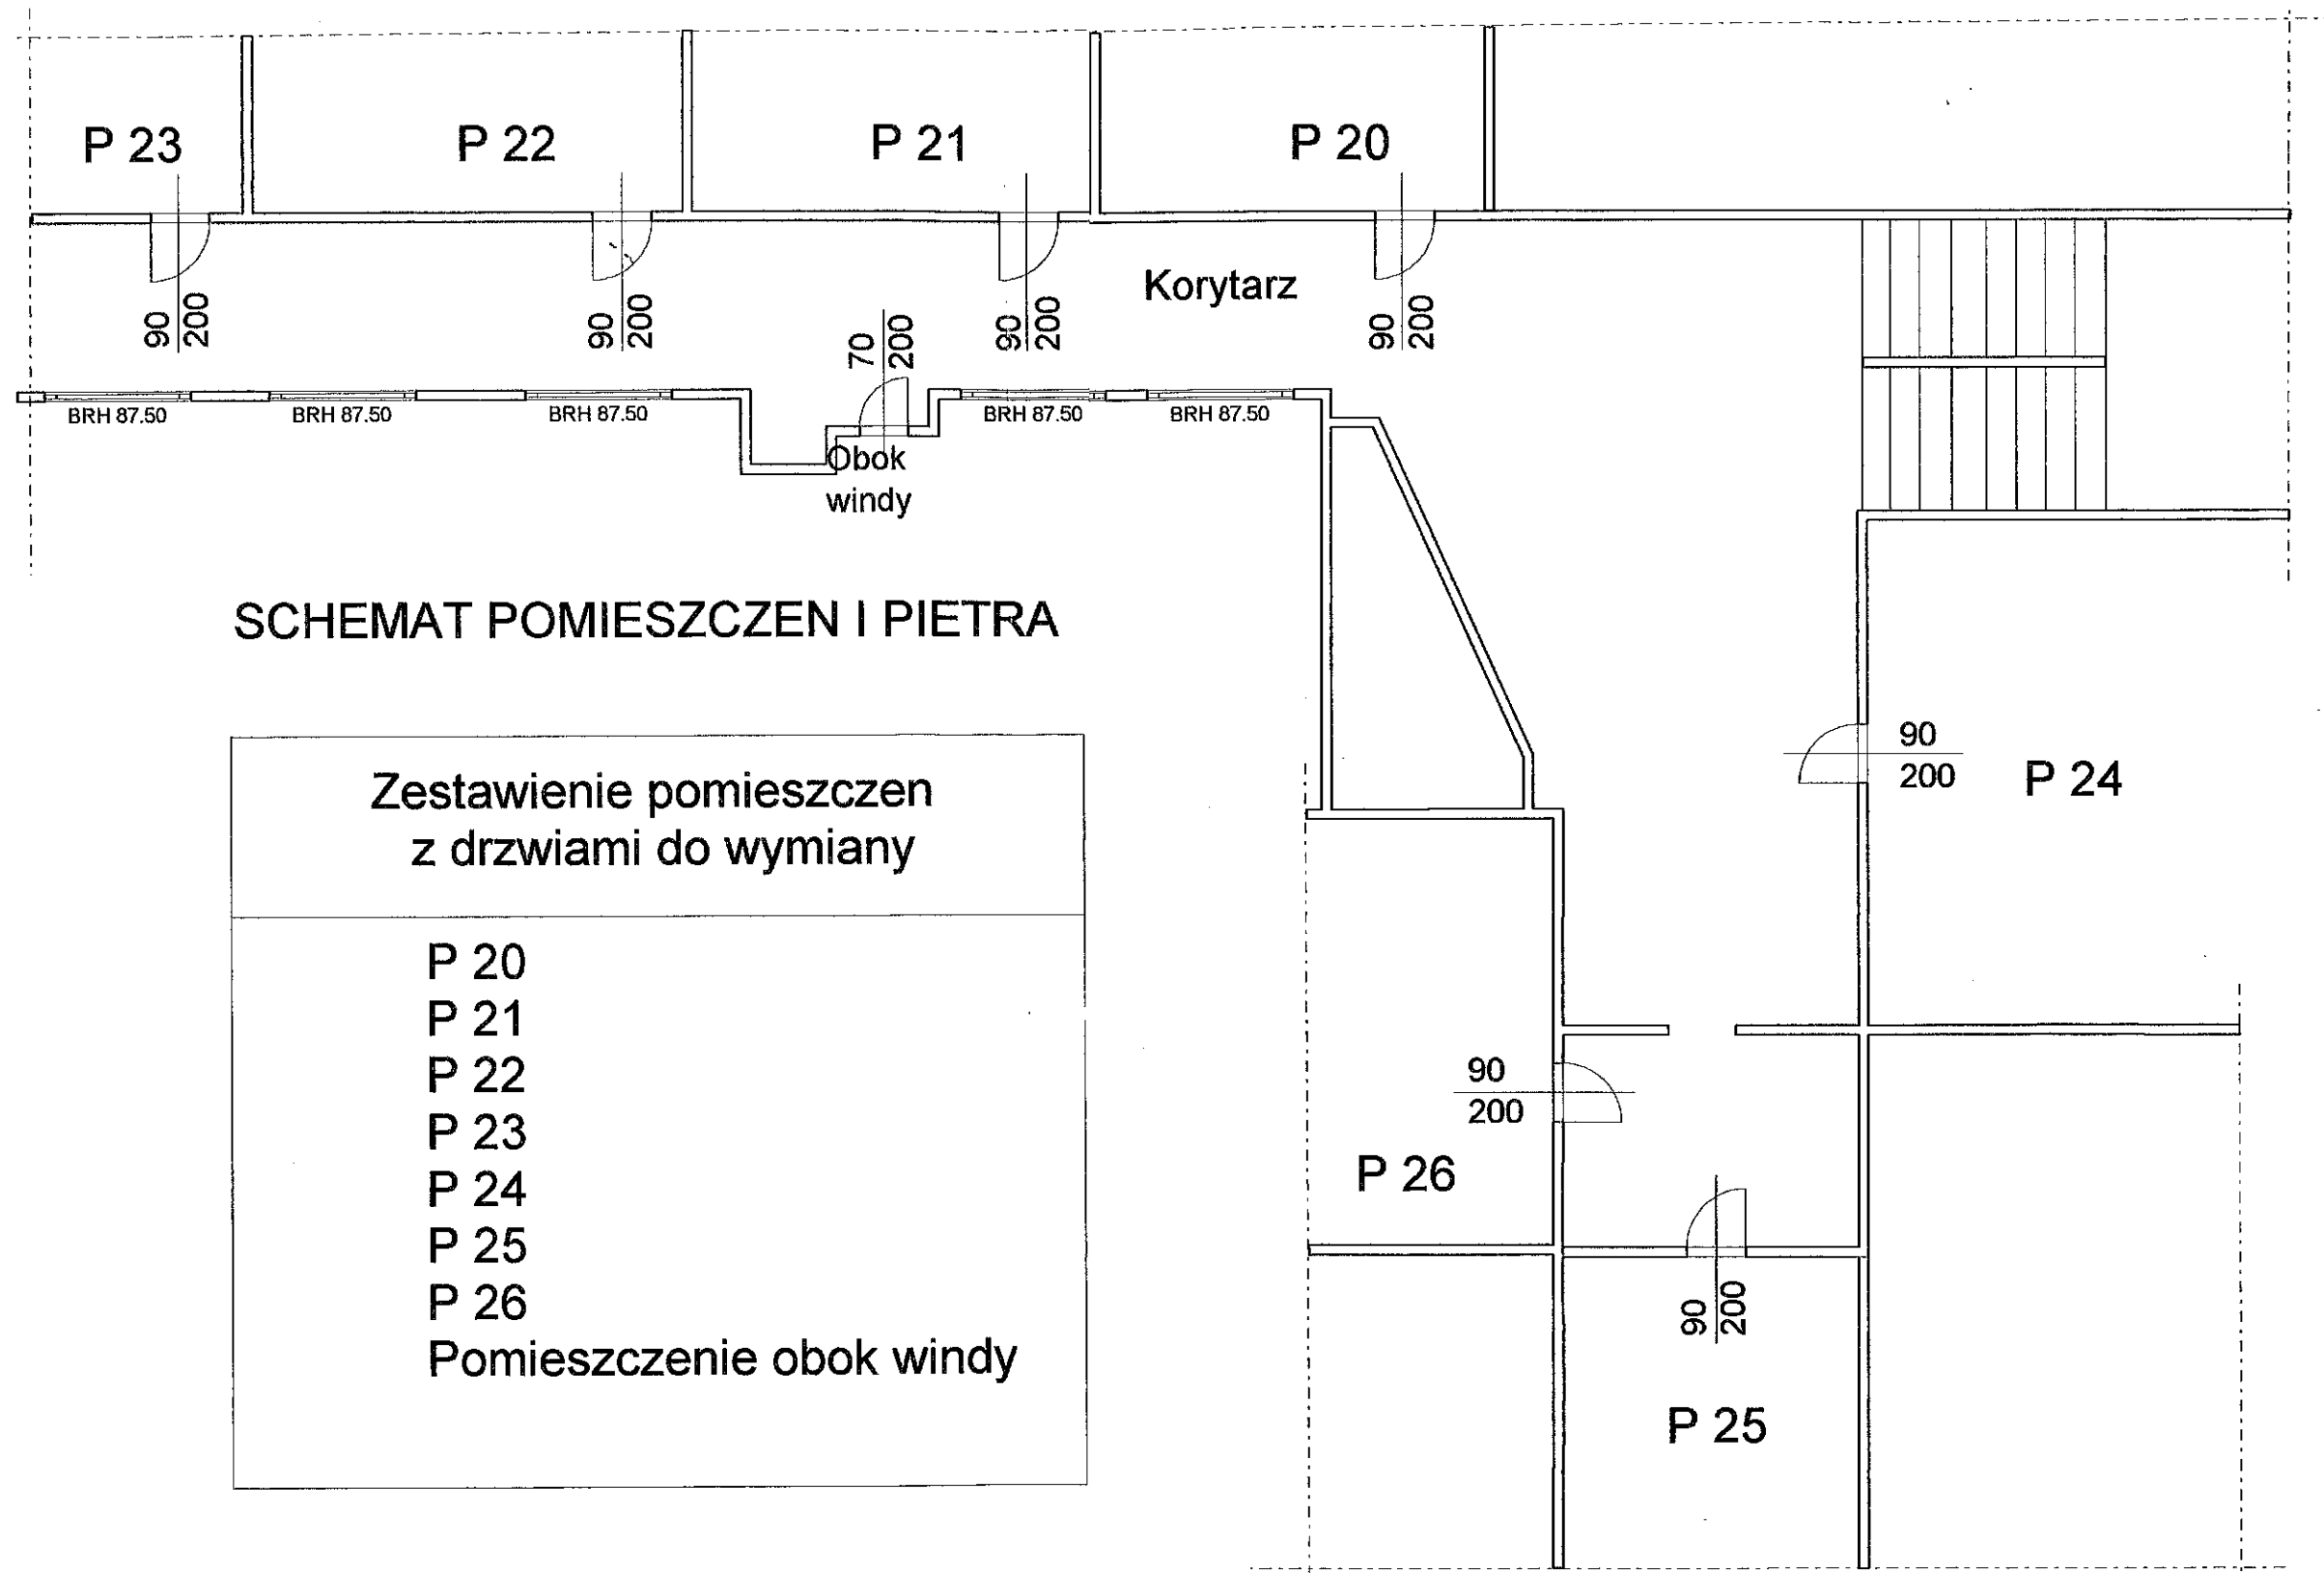 P 23
P 22
P 21
P 20
90
200
90
200
90
200
Korytarz
90
200
70
200
BRH 87.50
BRH 87.50
BRH 87.50
BRH 87.50
BRH 87.50
Obok
windy
SCHEMAT POMIESZCZEN I PIETRA
Zestawienie pomieszczen
z drzwiami do wymiany
P 20
P 21
P 22
P 23
P 24
P 25
P 26
Pomieszczenie obok windy
90
200
P 24
90
200
P 26
90
200
P 25